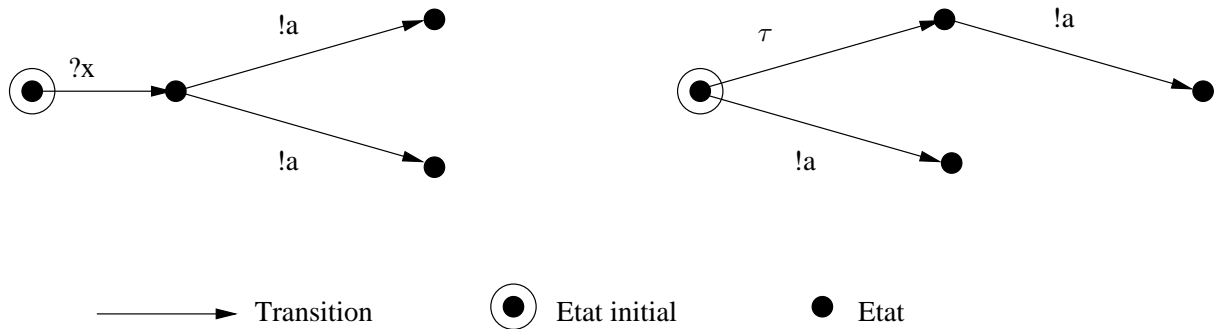 !a
τ
!a
?x
!a
!a
Transition
Etat initial
Etat